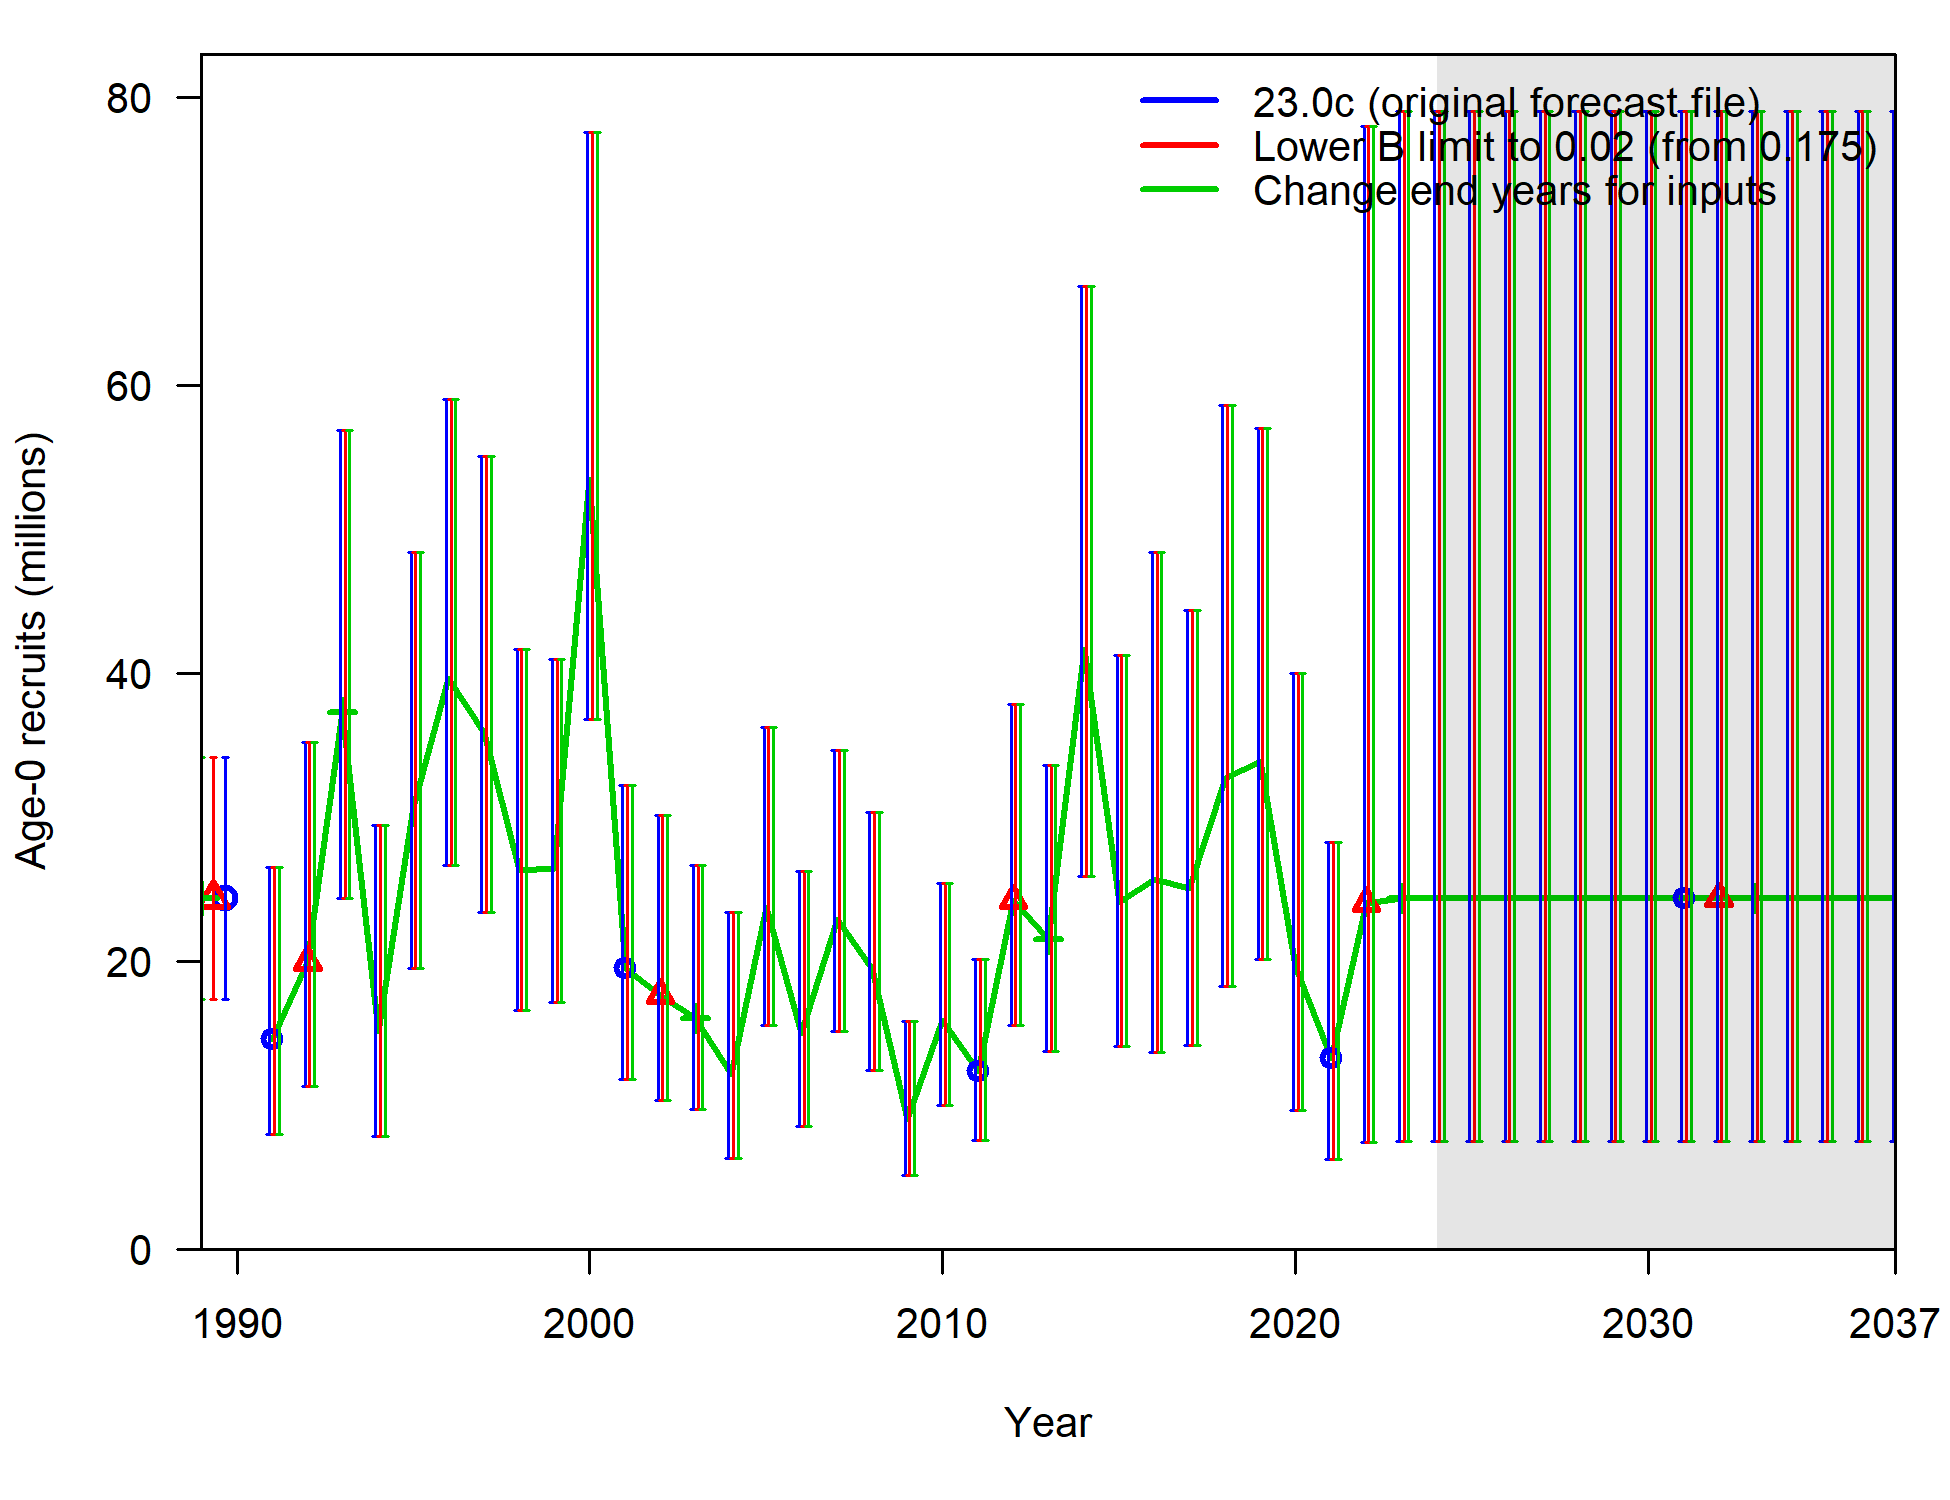 80
60
40
20
0
Age-0 recruits (millions)
23.0c (original forecast file)
Lower B limit to 0.02 (from 0.175)
Change end years for inputs
1990
2000
2010
2020
2030
2037
Year